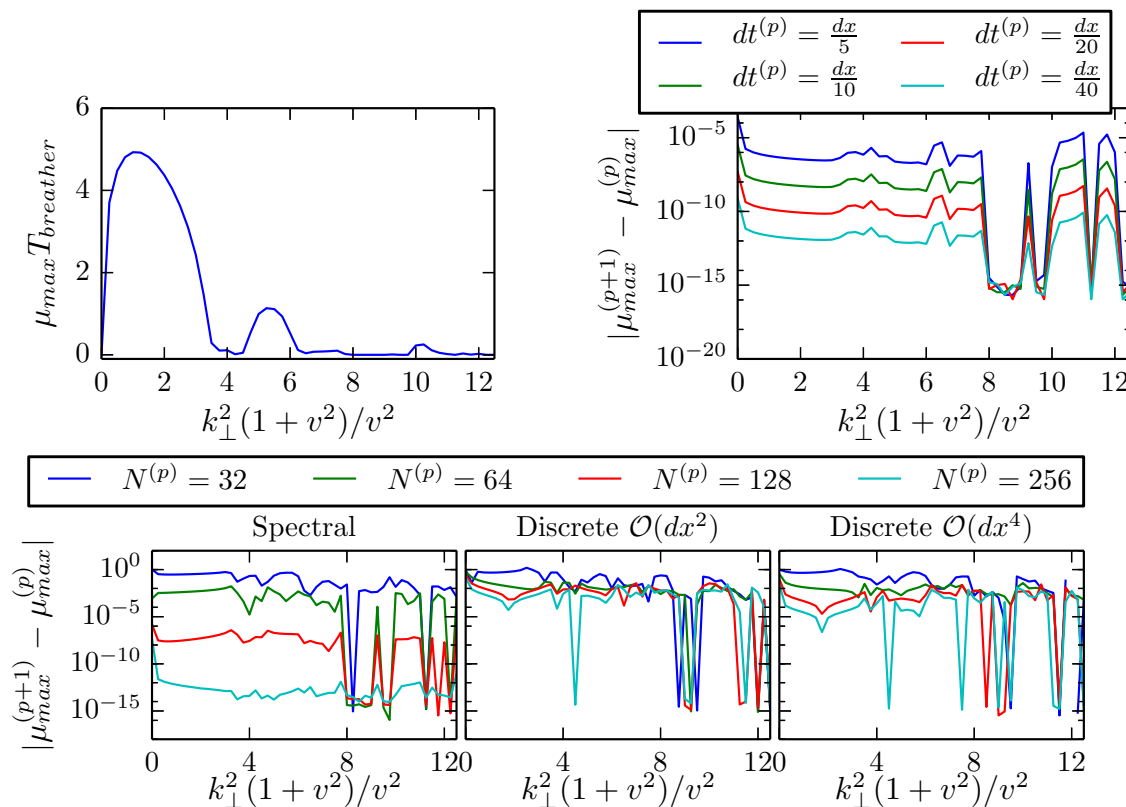 dt^{(p)} = \frac{dx}{5} dt^{(p)} = \frac{dx}{20}
dt^{(p)} = \frac{dx}{10} dt^{(p)} = \frac{dx}{40}
μ_{max}T_{breather}
6
4
2
0
0 2 4 6 8 10 12
k_⊥^2(1 + v^2)/v^2
|μ_{max}^{(p+1)} − μ_{max}^{(p)}|
10^{−5}
10^{−10}
10^{−15}
10^{−20}
0 2 4 6 8 10 12
k_⊥^2(1 + v^2)/v^2
N^{(p)} = 32 N^{(p)} = 64 N^{(p)} = 128 N^{(p)} = 256
Spectral Discrete O(dx^2) Discrete O(dx^4)
|μ_{max}^{(p+1)} − μ_{max}^{(p)}|
10^0
10^{−5}
10^{−10}
10^{−15}
0 4 8 120 4 8 120 4 8 12
k_⊥^2(1 + v^2)/v^2 k_⊥^2(1 + v^2)/v^2 k_⊥^2(1 + v^2)/v^2